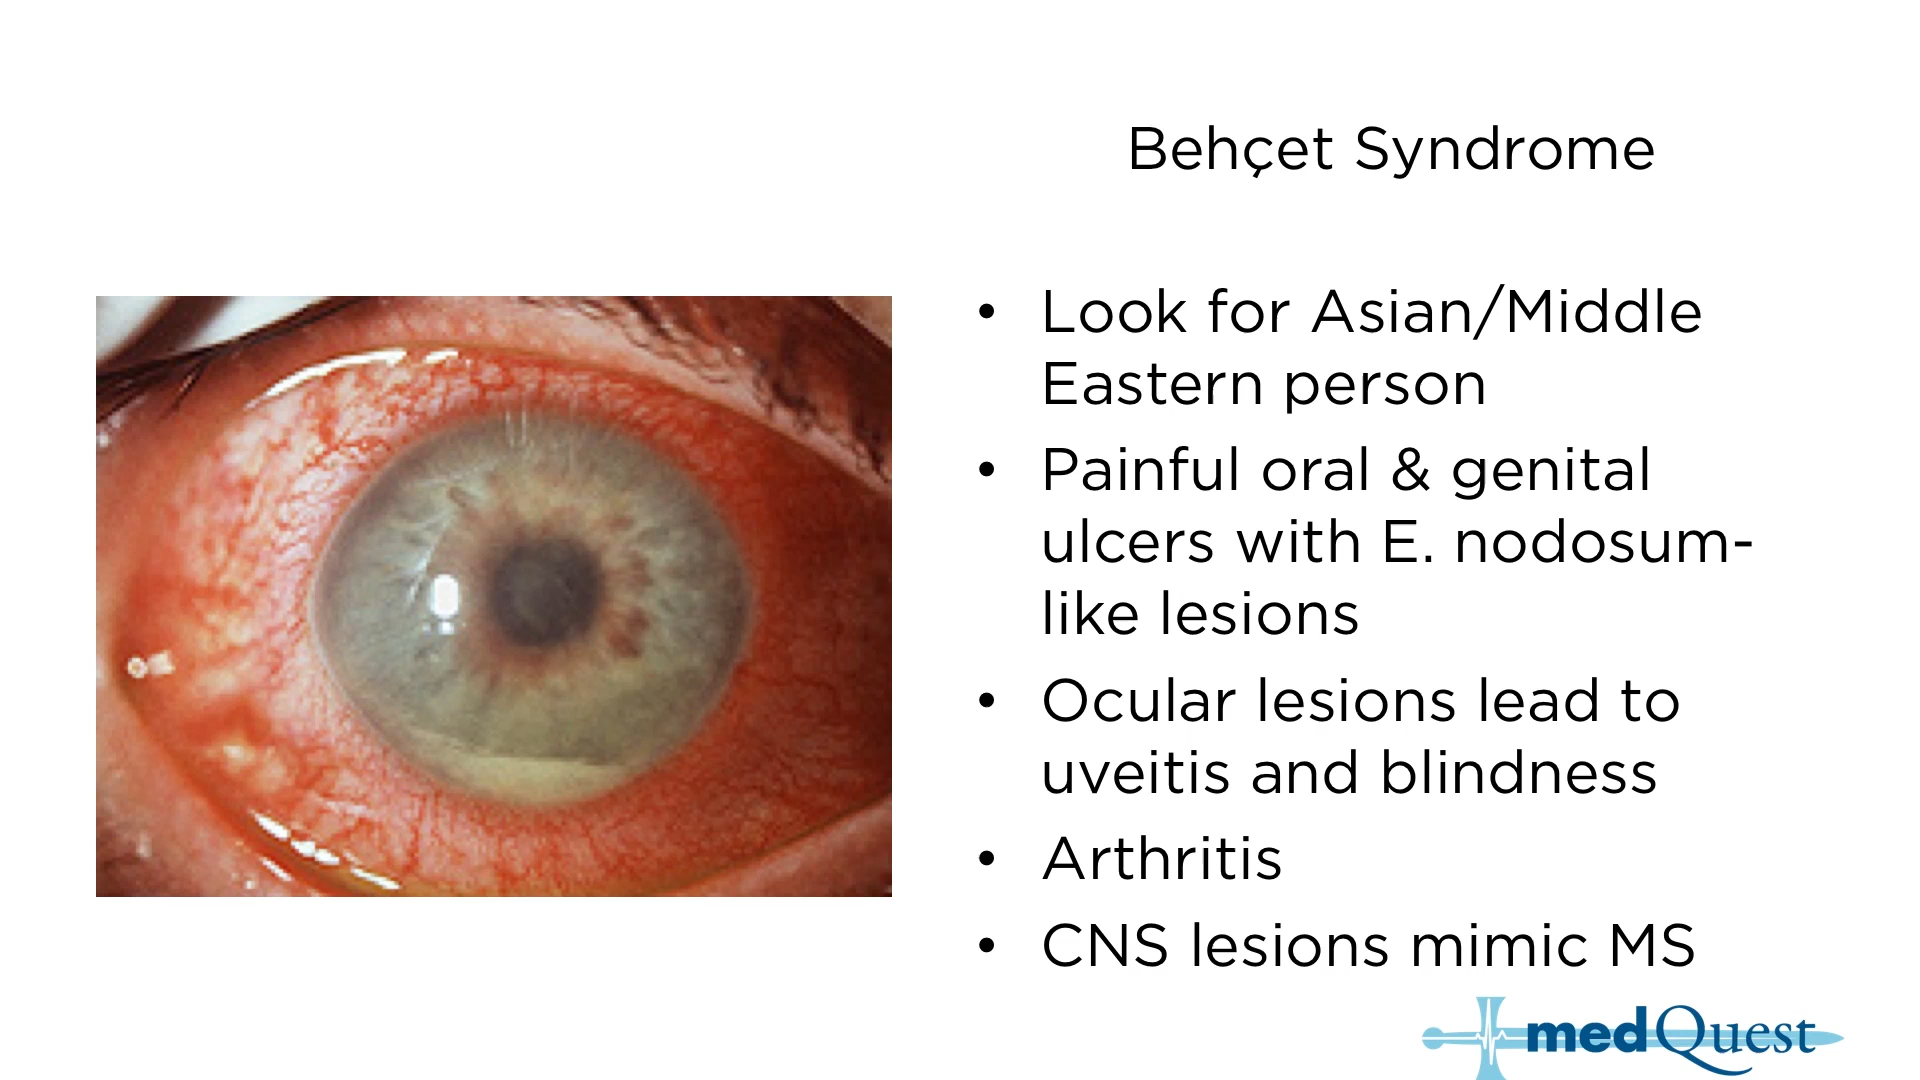 Behçet Syndrome
• Look for Asian/Middle
Eastern person
• Painful oral & genital
ulcers with E. nodosum-
like lesions
• Ocular lesions lead to
uveitis and blindness
• Arthritis
• CNS lesions mimic MS
medQuest